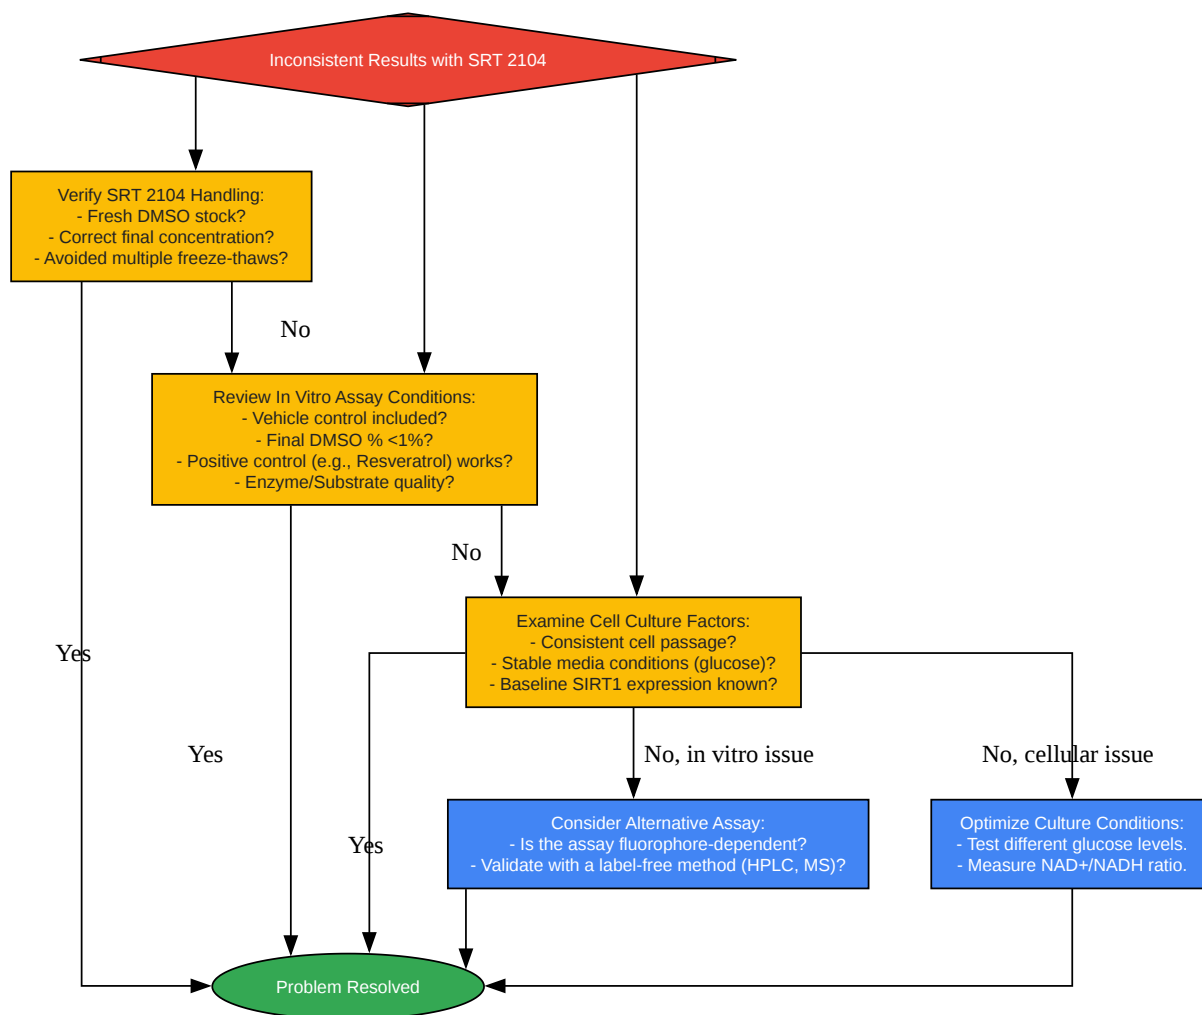 Inconsistent Results with SRT 2104
Verify SRT 2104 Handling:
- Fresh DMSO stock?
- Correct final concentration?
- Avoided multiple freeze-thaws?
No
Review In Vitro Assay Conditions:
- Vehicle control included?
- Final DMSO % <1%?
- Positive control (e.g., Resveratrol) works?
- Enzyme/Substrate quality?
No
Examine Cell Culture Factors:
- Consistent cell passage?
- Stable media conditions (glucose)?
- Baseline SIRT1 expression known?
Yes
Yes
No, in vitro issue
No, cellular issue
Yes
Consider Alternative Assay:
- Is the assay fluorophore-dependent?
- Validate with a label-free method (HPLC, MS)?
Optimize Culture Conditions:
- Test different glucose levels.
- Measure NAD+/NADH ratio.
Problem Resolved